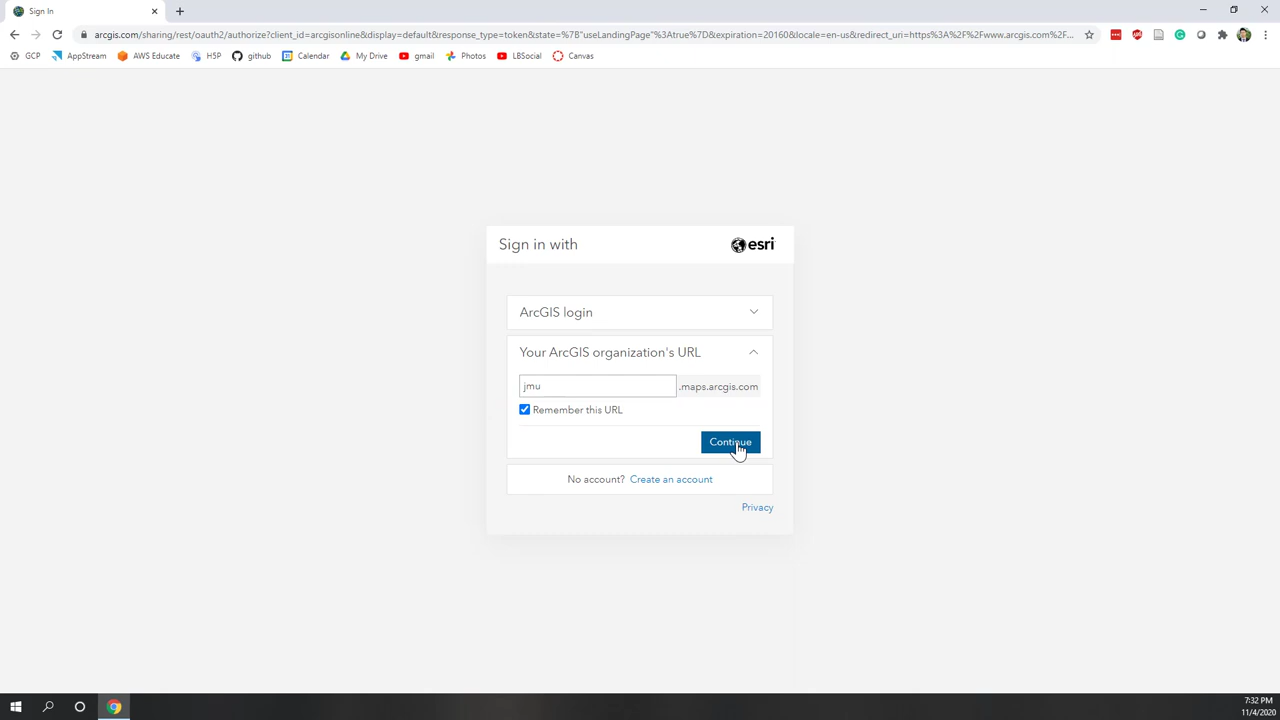 Sign In
arcgis.com/sharing/rest/oauth2/authorize?client_id=arcgisonline&display=default&response_type=token&state=%7B"useLandingPage"%3Atrue%7D&expiration=20160&locale=en-us&redirect_uri=https%3A%2F%2Fwww.arcgis.com%2F...
GCP AppStream AWS Educate H5P github Calendar My Drive gmail Photos LBSocial Canvas
Sign in with esri
ArcGIS login
Your ArcGIS organization's URL
jmu .maps.arcgis.com
Remember this URL
Continue
No account? Create an account
Privacy
7:32 PM
11/4/2020